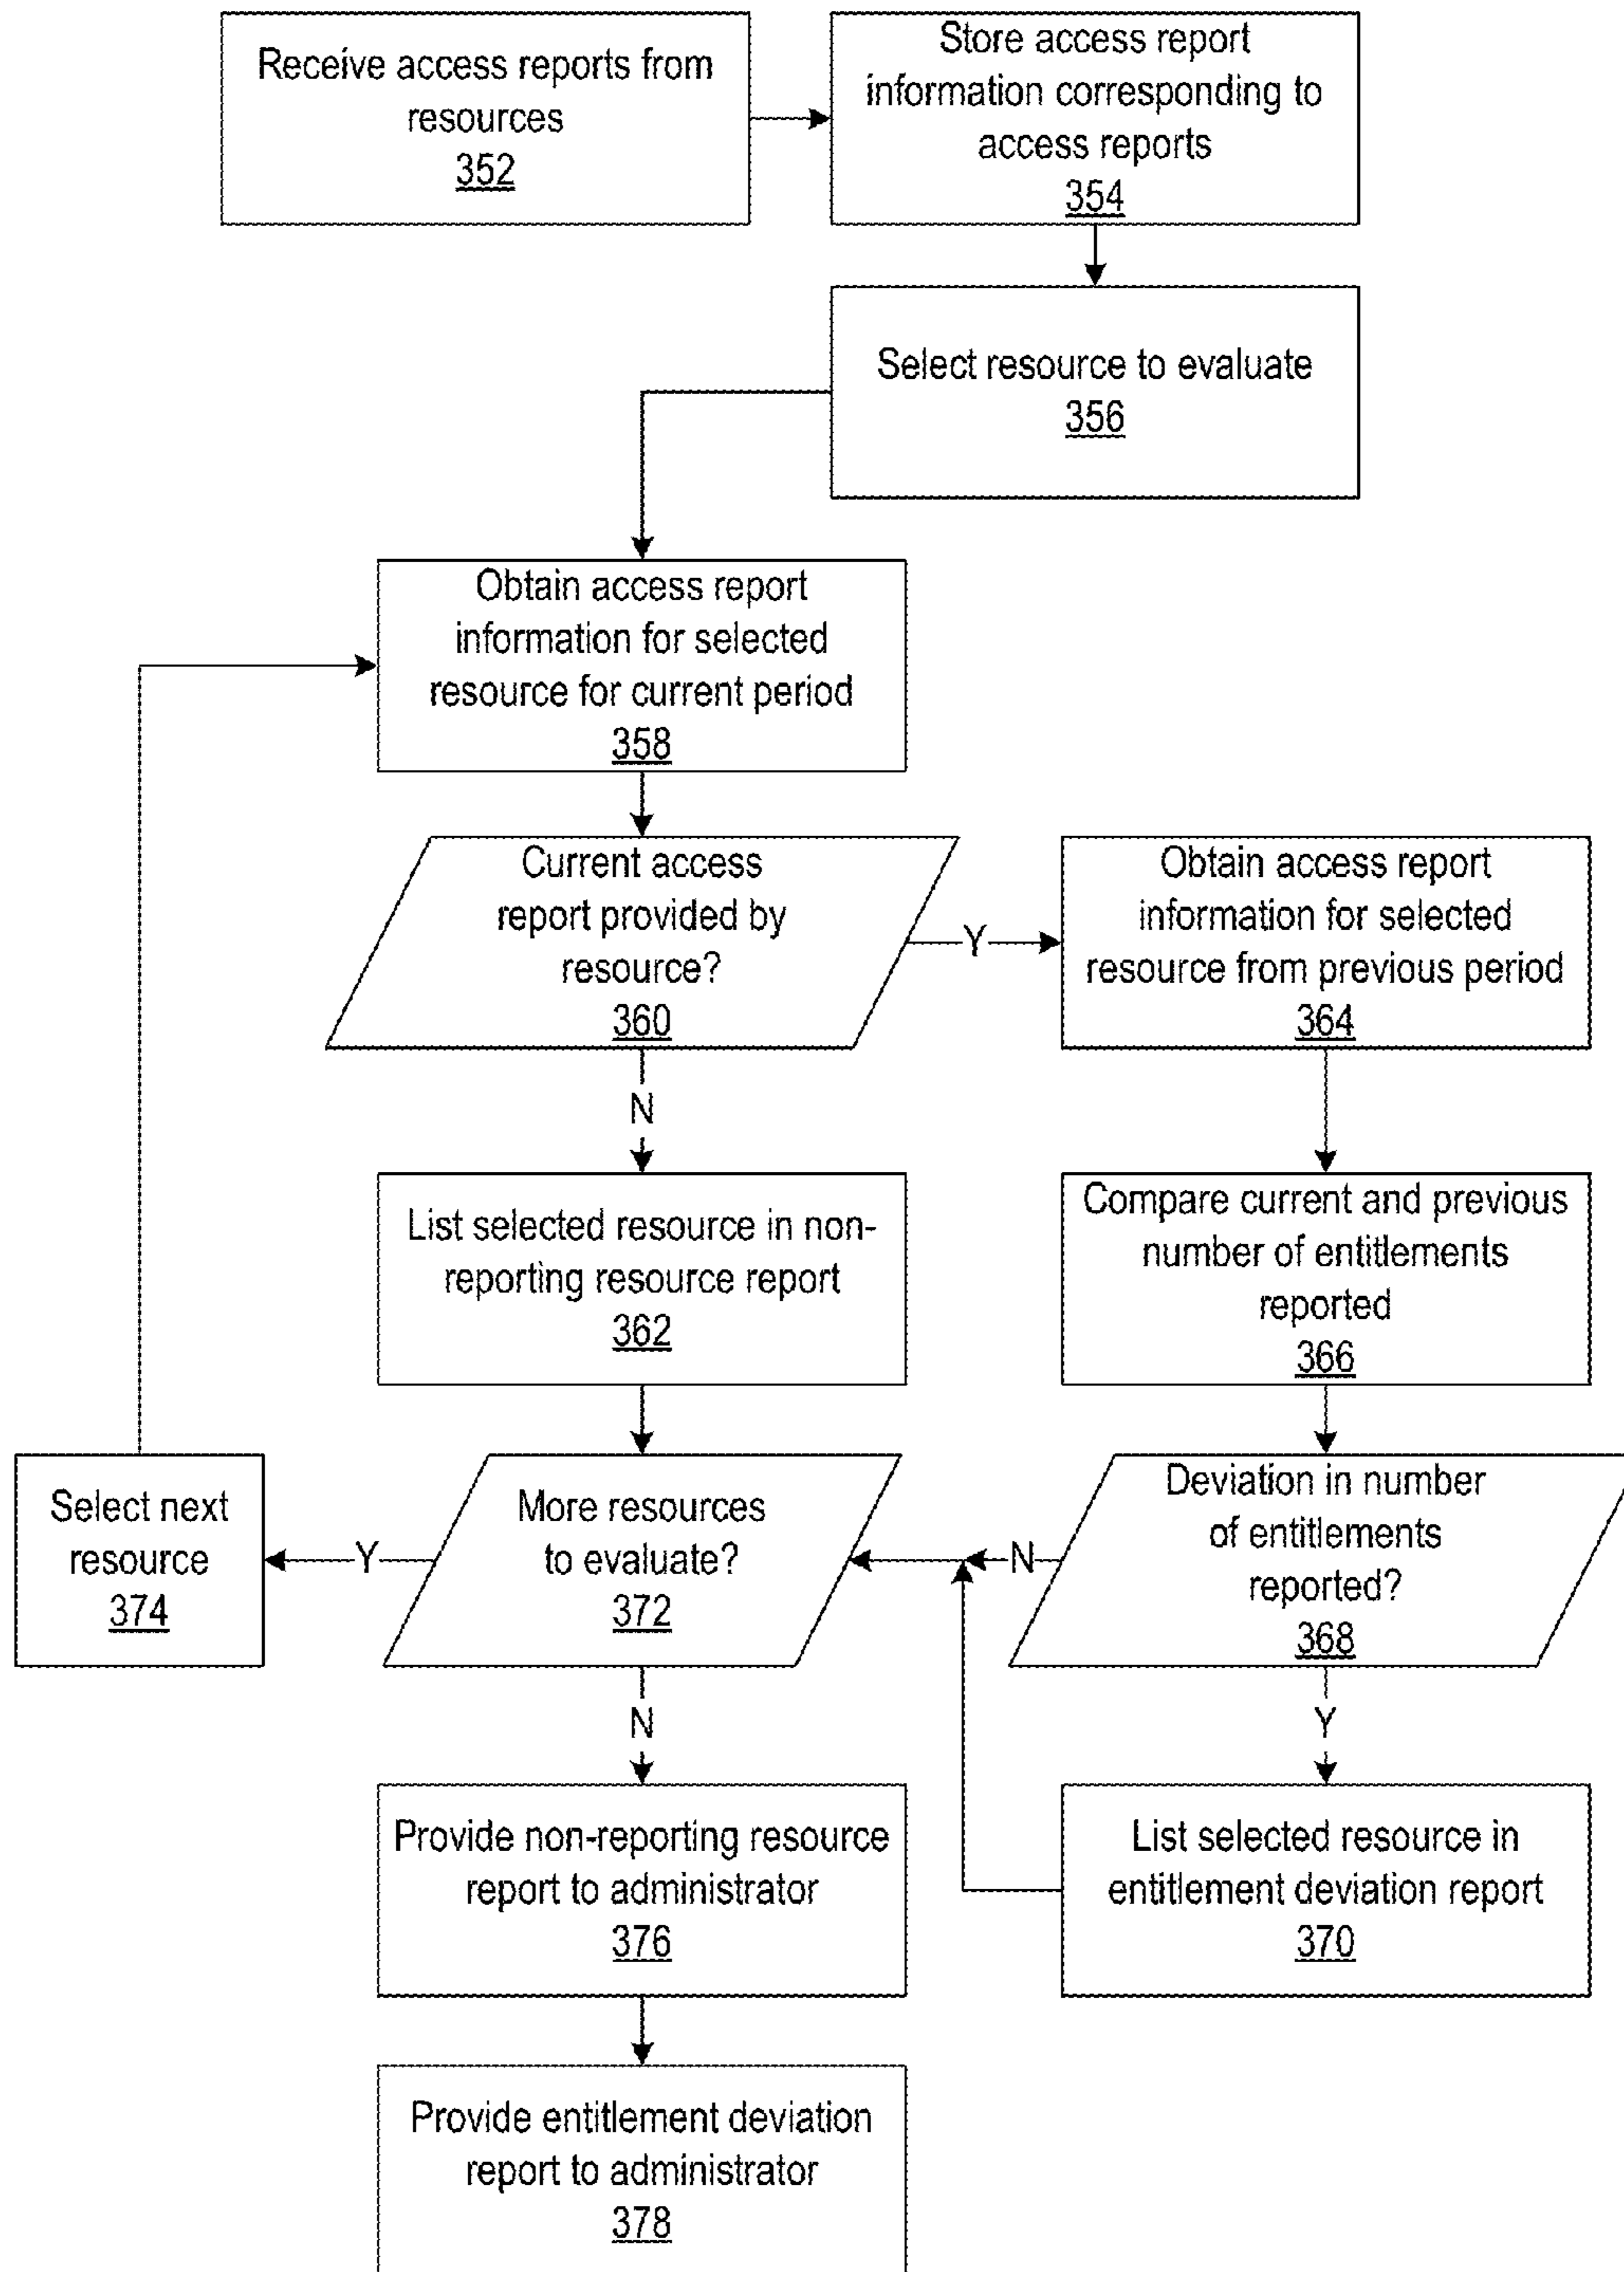 Receive access reports from
resources
352
Store access report
information corresponding to
access reports
354
Select resource to evaluate
356
Obtain access report
information for selected
resource for current period
358
Current access
report provided by
resource?
360
Y
Obtain access report
information for selected
resource from previous period
364
N
List selected resource in non-
reporting resource report
362
Compare current and previous
number of entitlements
reported
366
Select next
resource
374
Y
More resources
to evaluate?
372
N
Deviation in number
of entitlements
reported?
368
N
Y
Provide non-reporting resource
report to administrator
376
List selected resource in
entitlement deviation report
370
Provide entitlement deviation
report to administrator
378